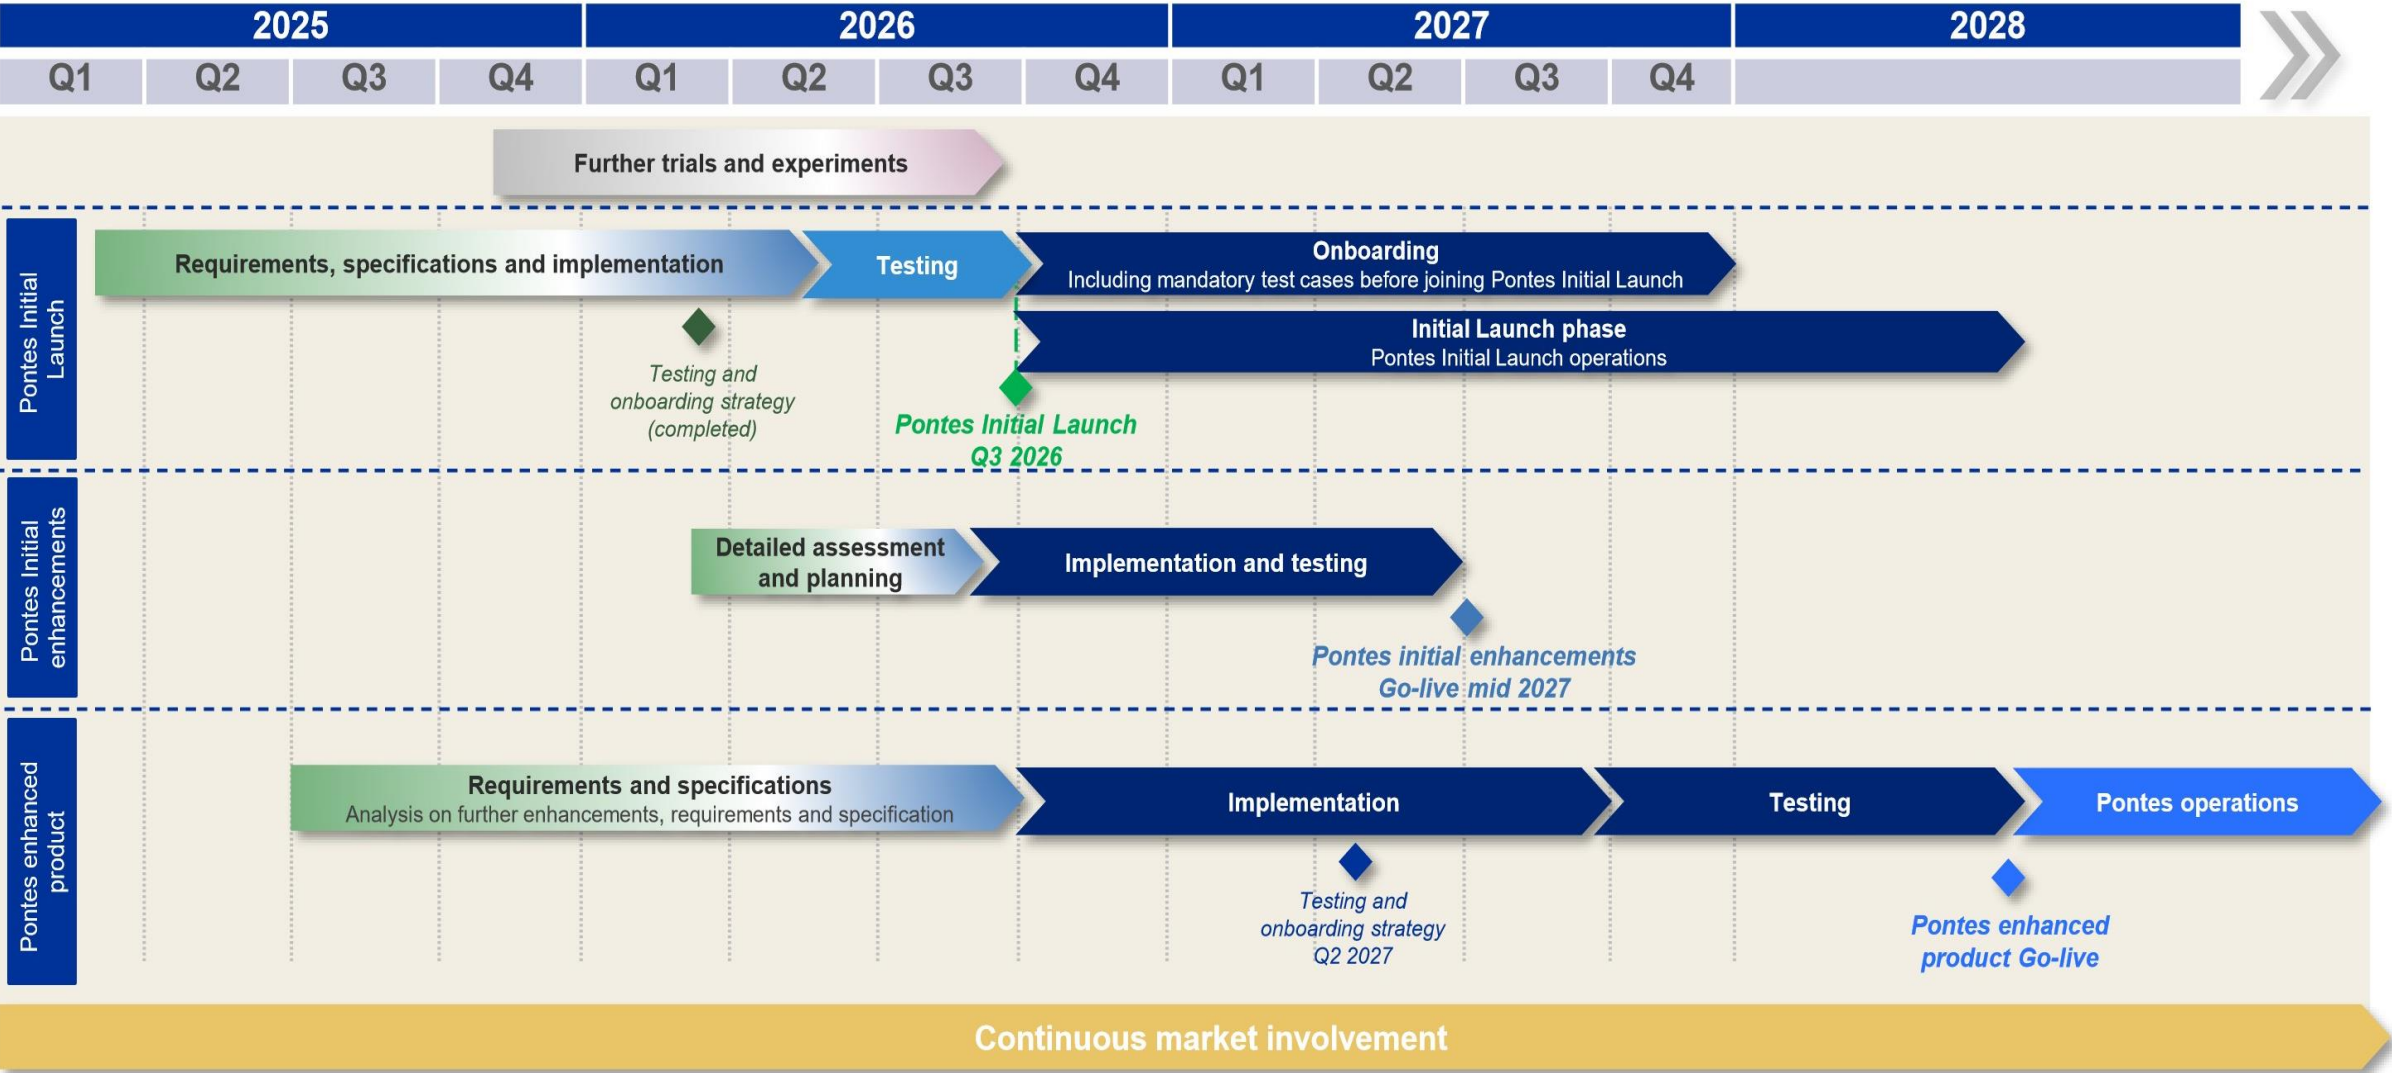 2025
2026
2027
2028
Q1
Q2
Q3
Q4
Q1
Q2
Q3
Q4
Q1
Q2
Q3
Q4
Further trials and experiments
Pontes Initial
Launch
Requirements, specifications and implementation
Testing
Onboarding
Including mandatory test cases before joining Pontes Initial Launch
Initial Launch phase
Pontes Initial Launch operations
Testing and
onboarding strategy
(completed)
Pontes Initial Launch
Q3 2026
Pontes Initial
enhancements
Detailed assessment
and planning
Implementation and testing
Pontes initial enhancements
Go-live mid 2027
Pontes enhanced
product
Requirements and specifications
Analysis on further enhancements, requirements and specification
Implementation
Testing
Pontes operations
Testing and
onboarding strategy
Q2 2027
Pontes enhanced
product Go-live
Continuous market involvement